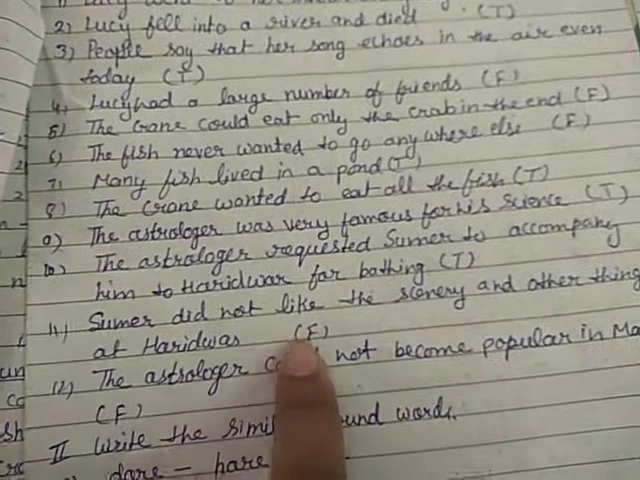 2) Lucy fell into a river and died. (T)
3) People say that her song echoes in the air even
today (T)
4, Lucy had a large number of friends (F)
5) The crane could eat only the crab in the end (F)
6) The fish never wanted to go anywhere else (F)
7) Many fish lived in a pond (T)
8) The crane wanted to eat all the fish (T)
9) The astrologer was very famous for his science (T)
10) The astrologer requested Sumer to accompany
him to Haridwar for bathing (T)
11) Sumer did not like the scenery and other thing
at Haridwar (F)
12) The astrologer not become popular in
(F)
II Write the sound words.
dare - hare